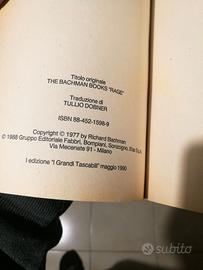 Titolo originale
THE BACHMAN BOOKS "RAGE"
Traduzione di
TULLIO DOBNER
ISBN 88-452-1598-9
Copyright © 1977 by Richard Bachman
© 1988 Gruppo Editoriale Fabbri, Bompiani, Sonzogno, Etas S.p.A.
Via Mecenate 91 - Milano
I edizione "I Grandi Tascabili" maggio 1990
subito